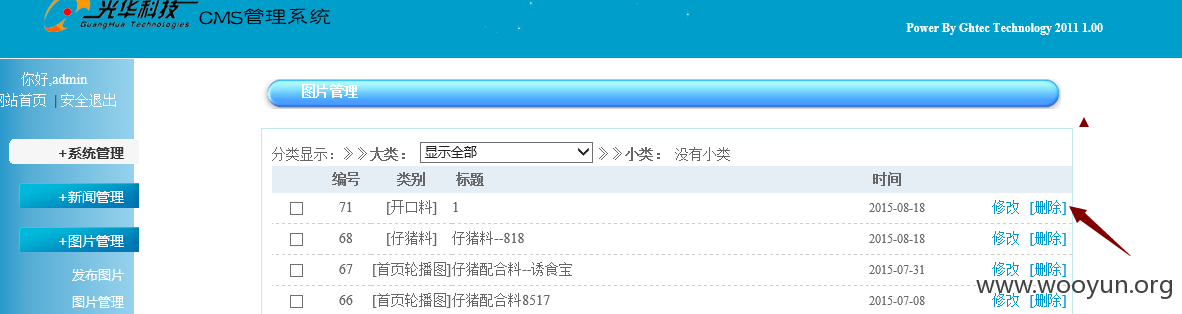 光华科技 CMS管理系统
GuangHua Technologies
Power By Ghtec Technology 2011 1.00
你好,admin
网站首页 | 安全退出
图片管理
+系统管理
+新闻管理
+图片管理
发布图片
图片管理
分类显示：>>大类： 显示全部 >>小类： 没有小类
编号 类别 标题 时间
71 [开口料] 1 2015-08-18 修改 [删除]
68 [仔猪料] 仔猪料--818 2015-08-18 修改 [删除]
67 [首页轮播图]仔猪配合料--诱食宝 2015-07-31 修改 [删除]
66 [首页轮播图]仔猪配合料8517 2015-07-08 修改 [删除]
www.wooyun.org